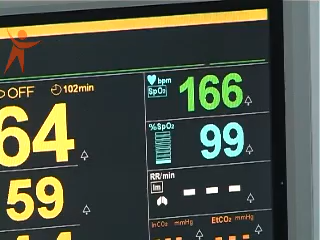 OFF 102min
64
59
bpm
SpO2 166
%SpO2
99
RR/min
Im
---
InCO2 mmHg EtCO2 mmHg